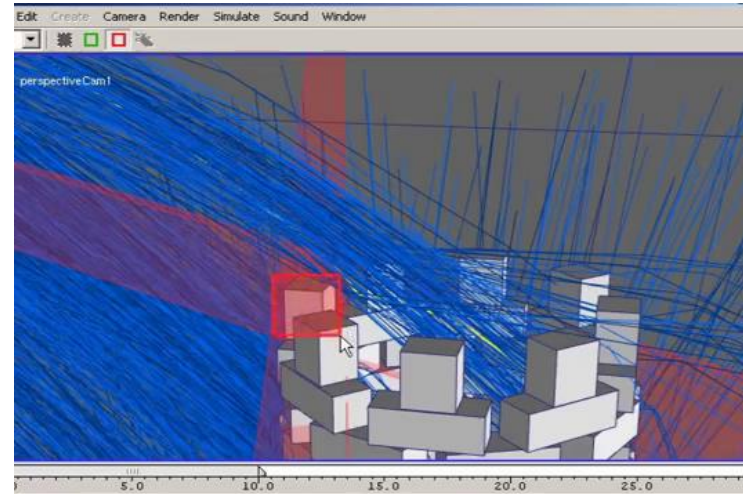 Edit Create Camera Render Simulate Sound Window
perspectiveCam1
5.0 10.0 15.0 20.0 25.0